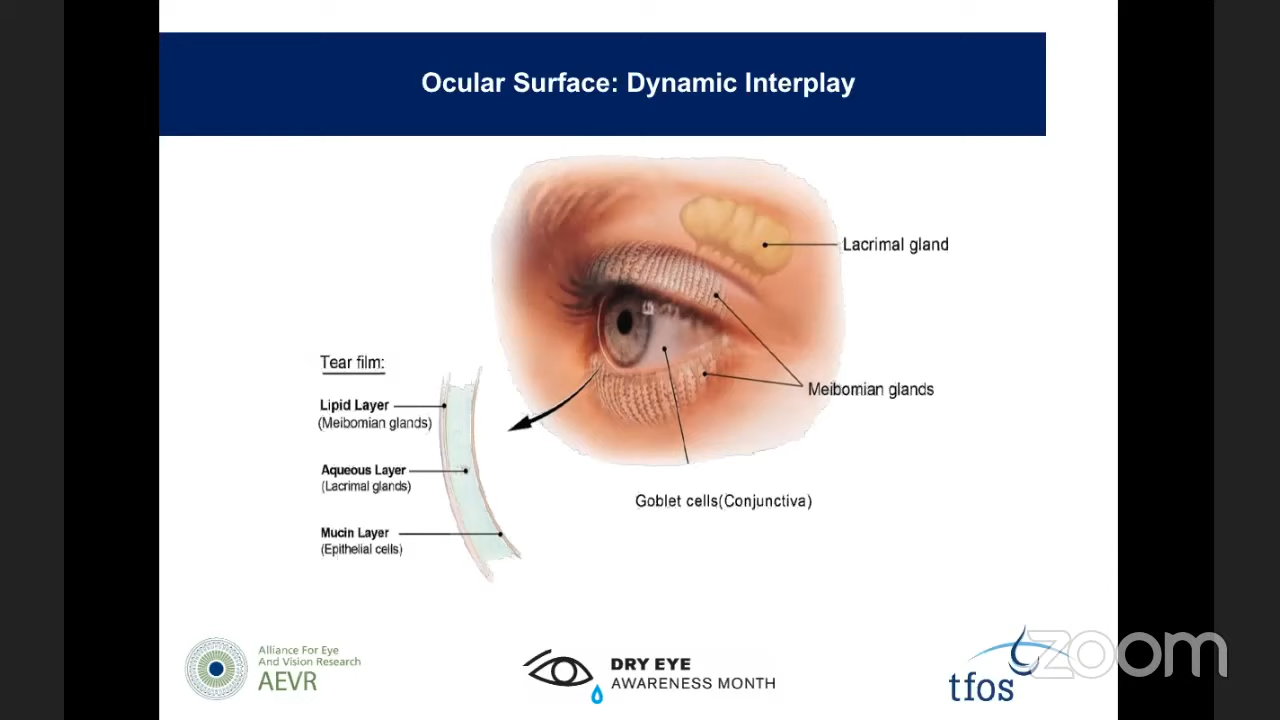 Ocular Surface: Dynamic Interplay
Lacrimal gland
Meibomian glands
Goblet cells(Conjunctiva)
Tear film:
Lipid Layer
(Meibomian glands)
Aqueous Layer
(Lacrimal glands)
Mucin Layer
(Epithelial cells)
Alliance For Eye
And Vision Research
AEVR
DRY EYE
AWARENESS MONTH
tfos
zoom